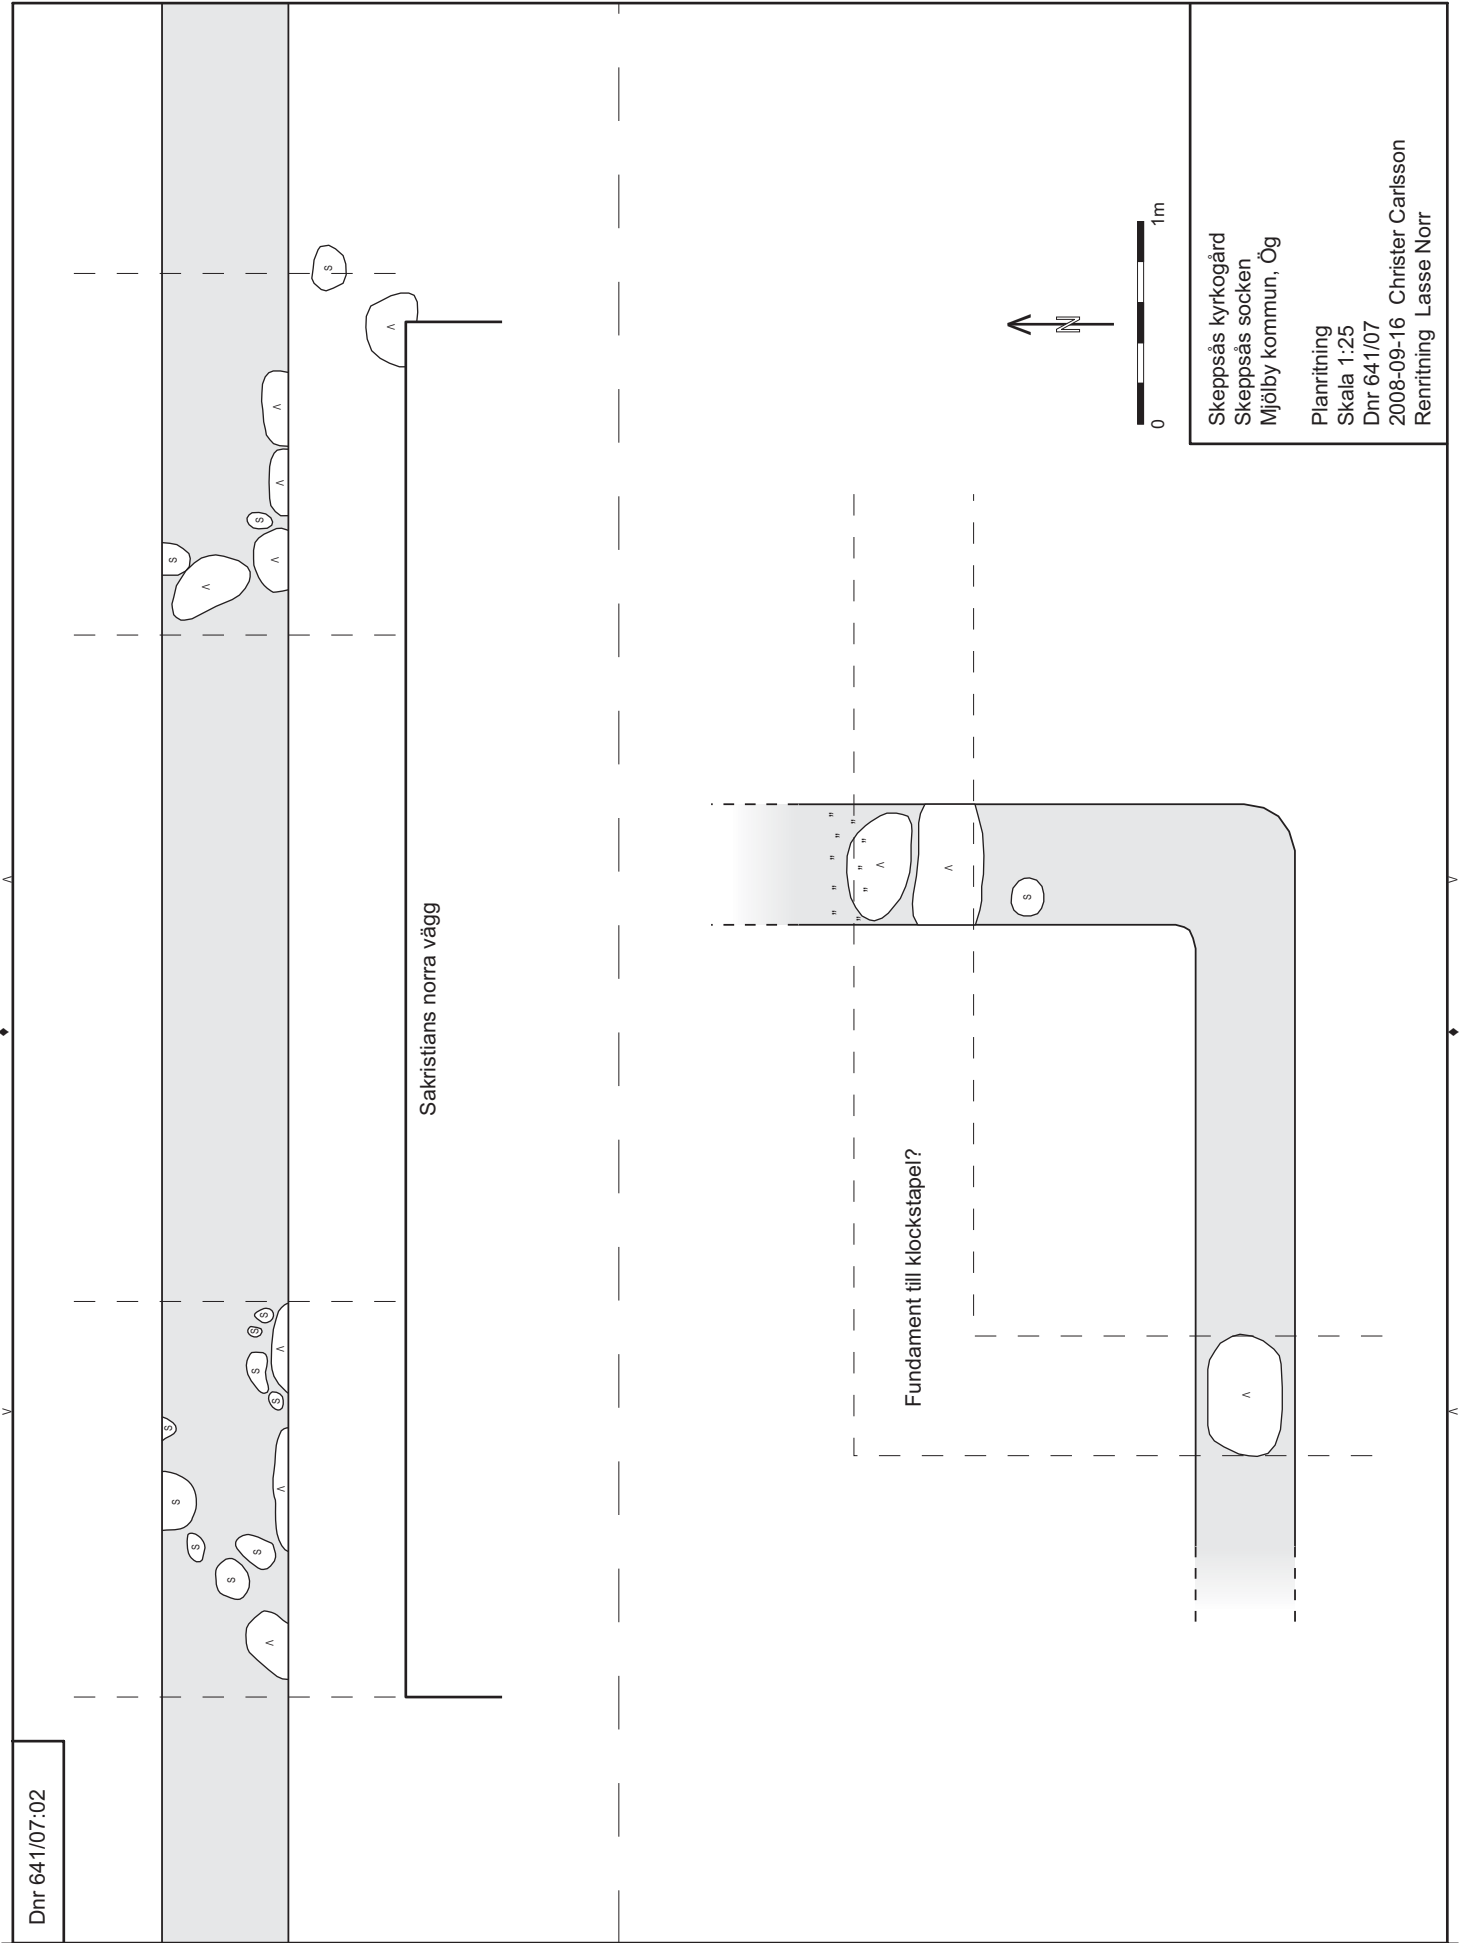 Dnr 641/07:02
S
V
V
S
V
V
S
V
S
S
V
S
S
S
V
S
S
S
S
V
Sakristians norra vägg
Fundament till klockstapel?
V
V
S
V
N
0
1m
Skeppsås kyrkogård
Skeppsås socken
Mjölby kommun, Ög
Planritning
Skala 1:25
Dnr 641/07
2008-09-16 Christer Carlsson
Renritning Lasse Norr